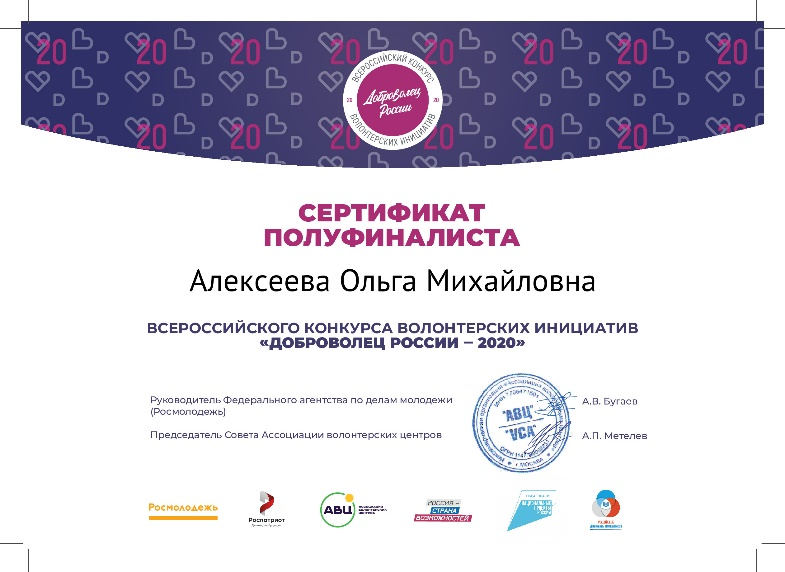 ВСЕРОССИЙСКИЙ КОНКУРС
20 Доброволец 20
России
ВОЛОНТЕРСКИХ ИНИЦИАТИВ
СЕРТИФИКАТ
ПОЛУФИНАЛИСТА
Алексеева Ольга Михайловна
ВСЕРОССИЙСКОГО КОНКУРСА ВОЛОНТЕРСКИХ ИНИЦИАТИВ
«ДОБРОВОЛЕЦ РОССИИ – 2020»
Руководитель Федерального агентства по делам молодежи
(Росмолодежь)
А.В. Бугаев
Председатель Совета Ассоциации волонтерских центров
А.П. Метелев
"АВЦ"
"VCA"
Г. МОСКВА
Росмолодежь
Роспатриот
АВЦ
РОССИЯ –
СТРАНА
ВОЗМОЖНОСТЕЙ